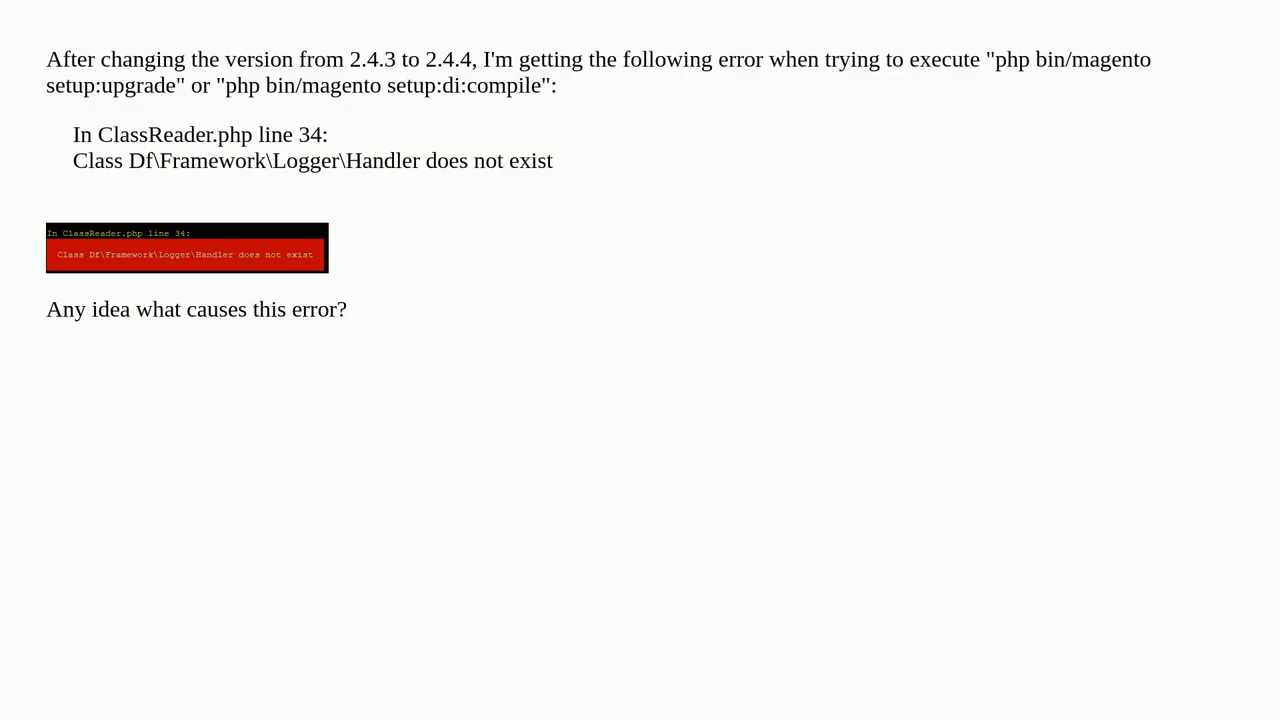 After changing the version from 2.4.3 to 2.4.4, I'm getting the following error when trying to execute "php bin/magento
setup:upgrade" or "php bin/magento setup:di:compile":
In ClassReader.php line 34:
Class Df\Framework\Logger\Handler does not exist
In ClassReader.php line 34:
Class Df\Framework\Logger\Handler does not exist
Any idea what causes this error?